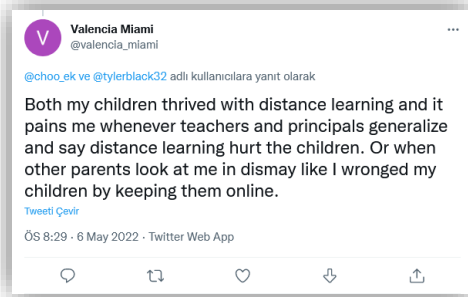 V
Valencia Miami
@valencia_miami
@choo_ek ve @tylerblack32 adlı kullanıcılara yanıt olarak
Both my children thrived with distance learning and it
pains me whenever teachers and principals generalize
and say distance learning hurt the children. Or when
other parents look at me in dismay like I wronged my
children by keeping them online.
Tweeti Çevir
ÖS 8:29 · 6 May 2022 · Twitter Web App